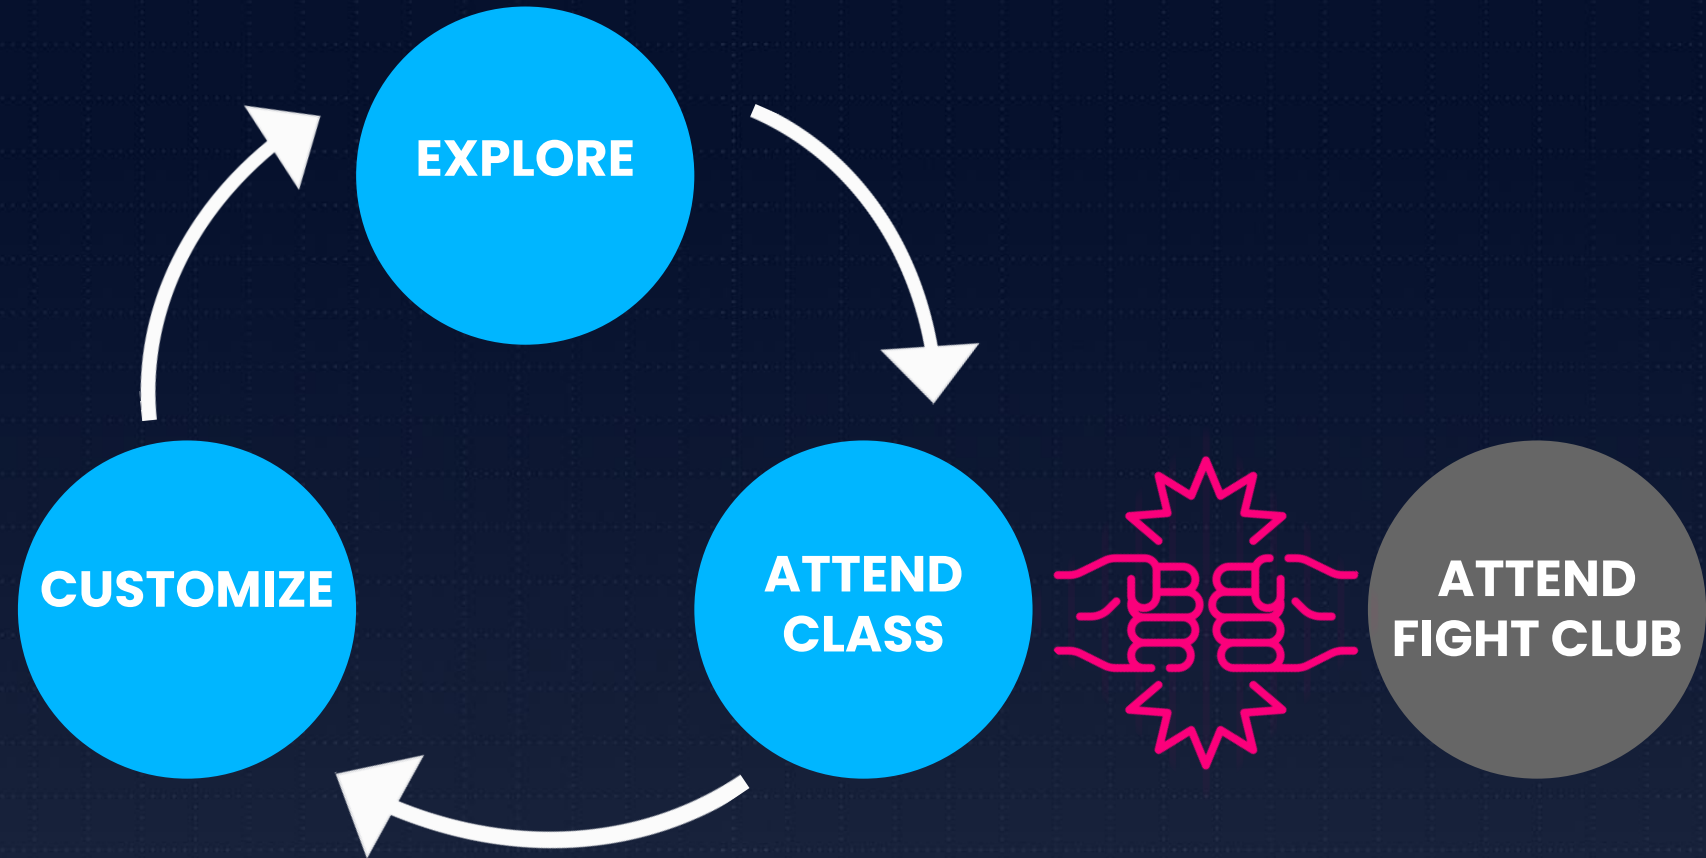 EXPLORE
CUSTOMIZE
ATTEND
CLASS
ATTEND
FIGHT CLUB